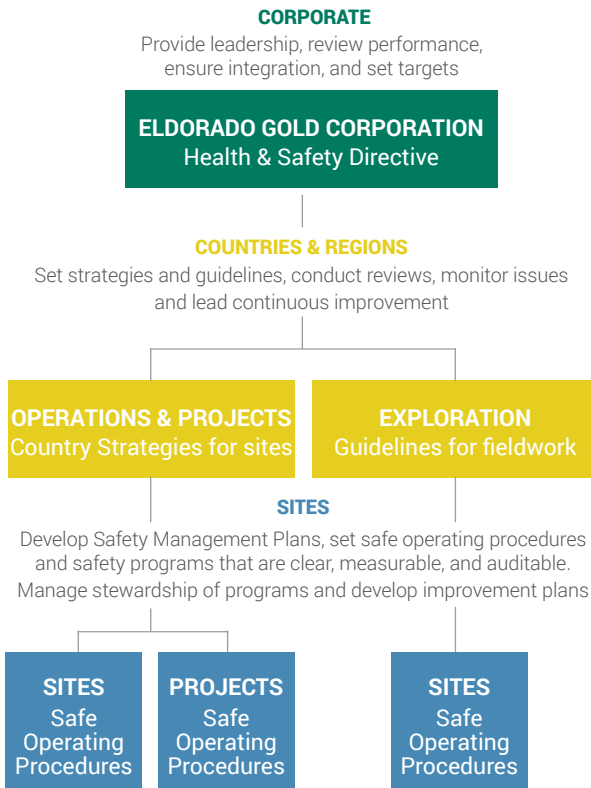 CORPORATE
Provide leadership, review performance,
ensure integration, and set targets
ELDORADO GOLD CORPORATION
Health & Safety Directive
COUNTRIES & REGIONS
Set strategies and guidelines, conduct reviews, monitor issues
and lead continuous improvement
OPERATIONS & PROJECTS
Country Strategies for sites
EXPLORATION
Guidelines for fieldwork
SITES
Develop Safety Management Plans, set safe operating procedures
and safety programs that are clear, measurable, and auditable.
Manage stewardship of programs and develop improvement plans
SITES
Safe
Operating
Procedures
PROJECTS
Safe
Operating
Procedures
SITES
Safe
Operating
Procedures